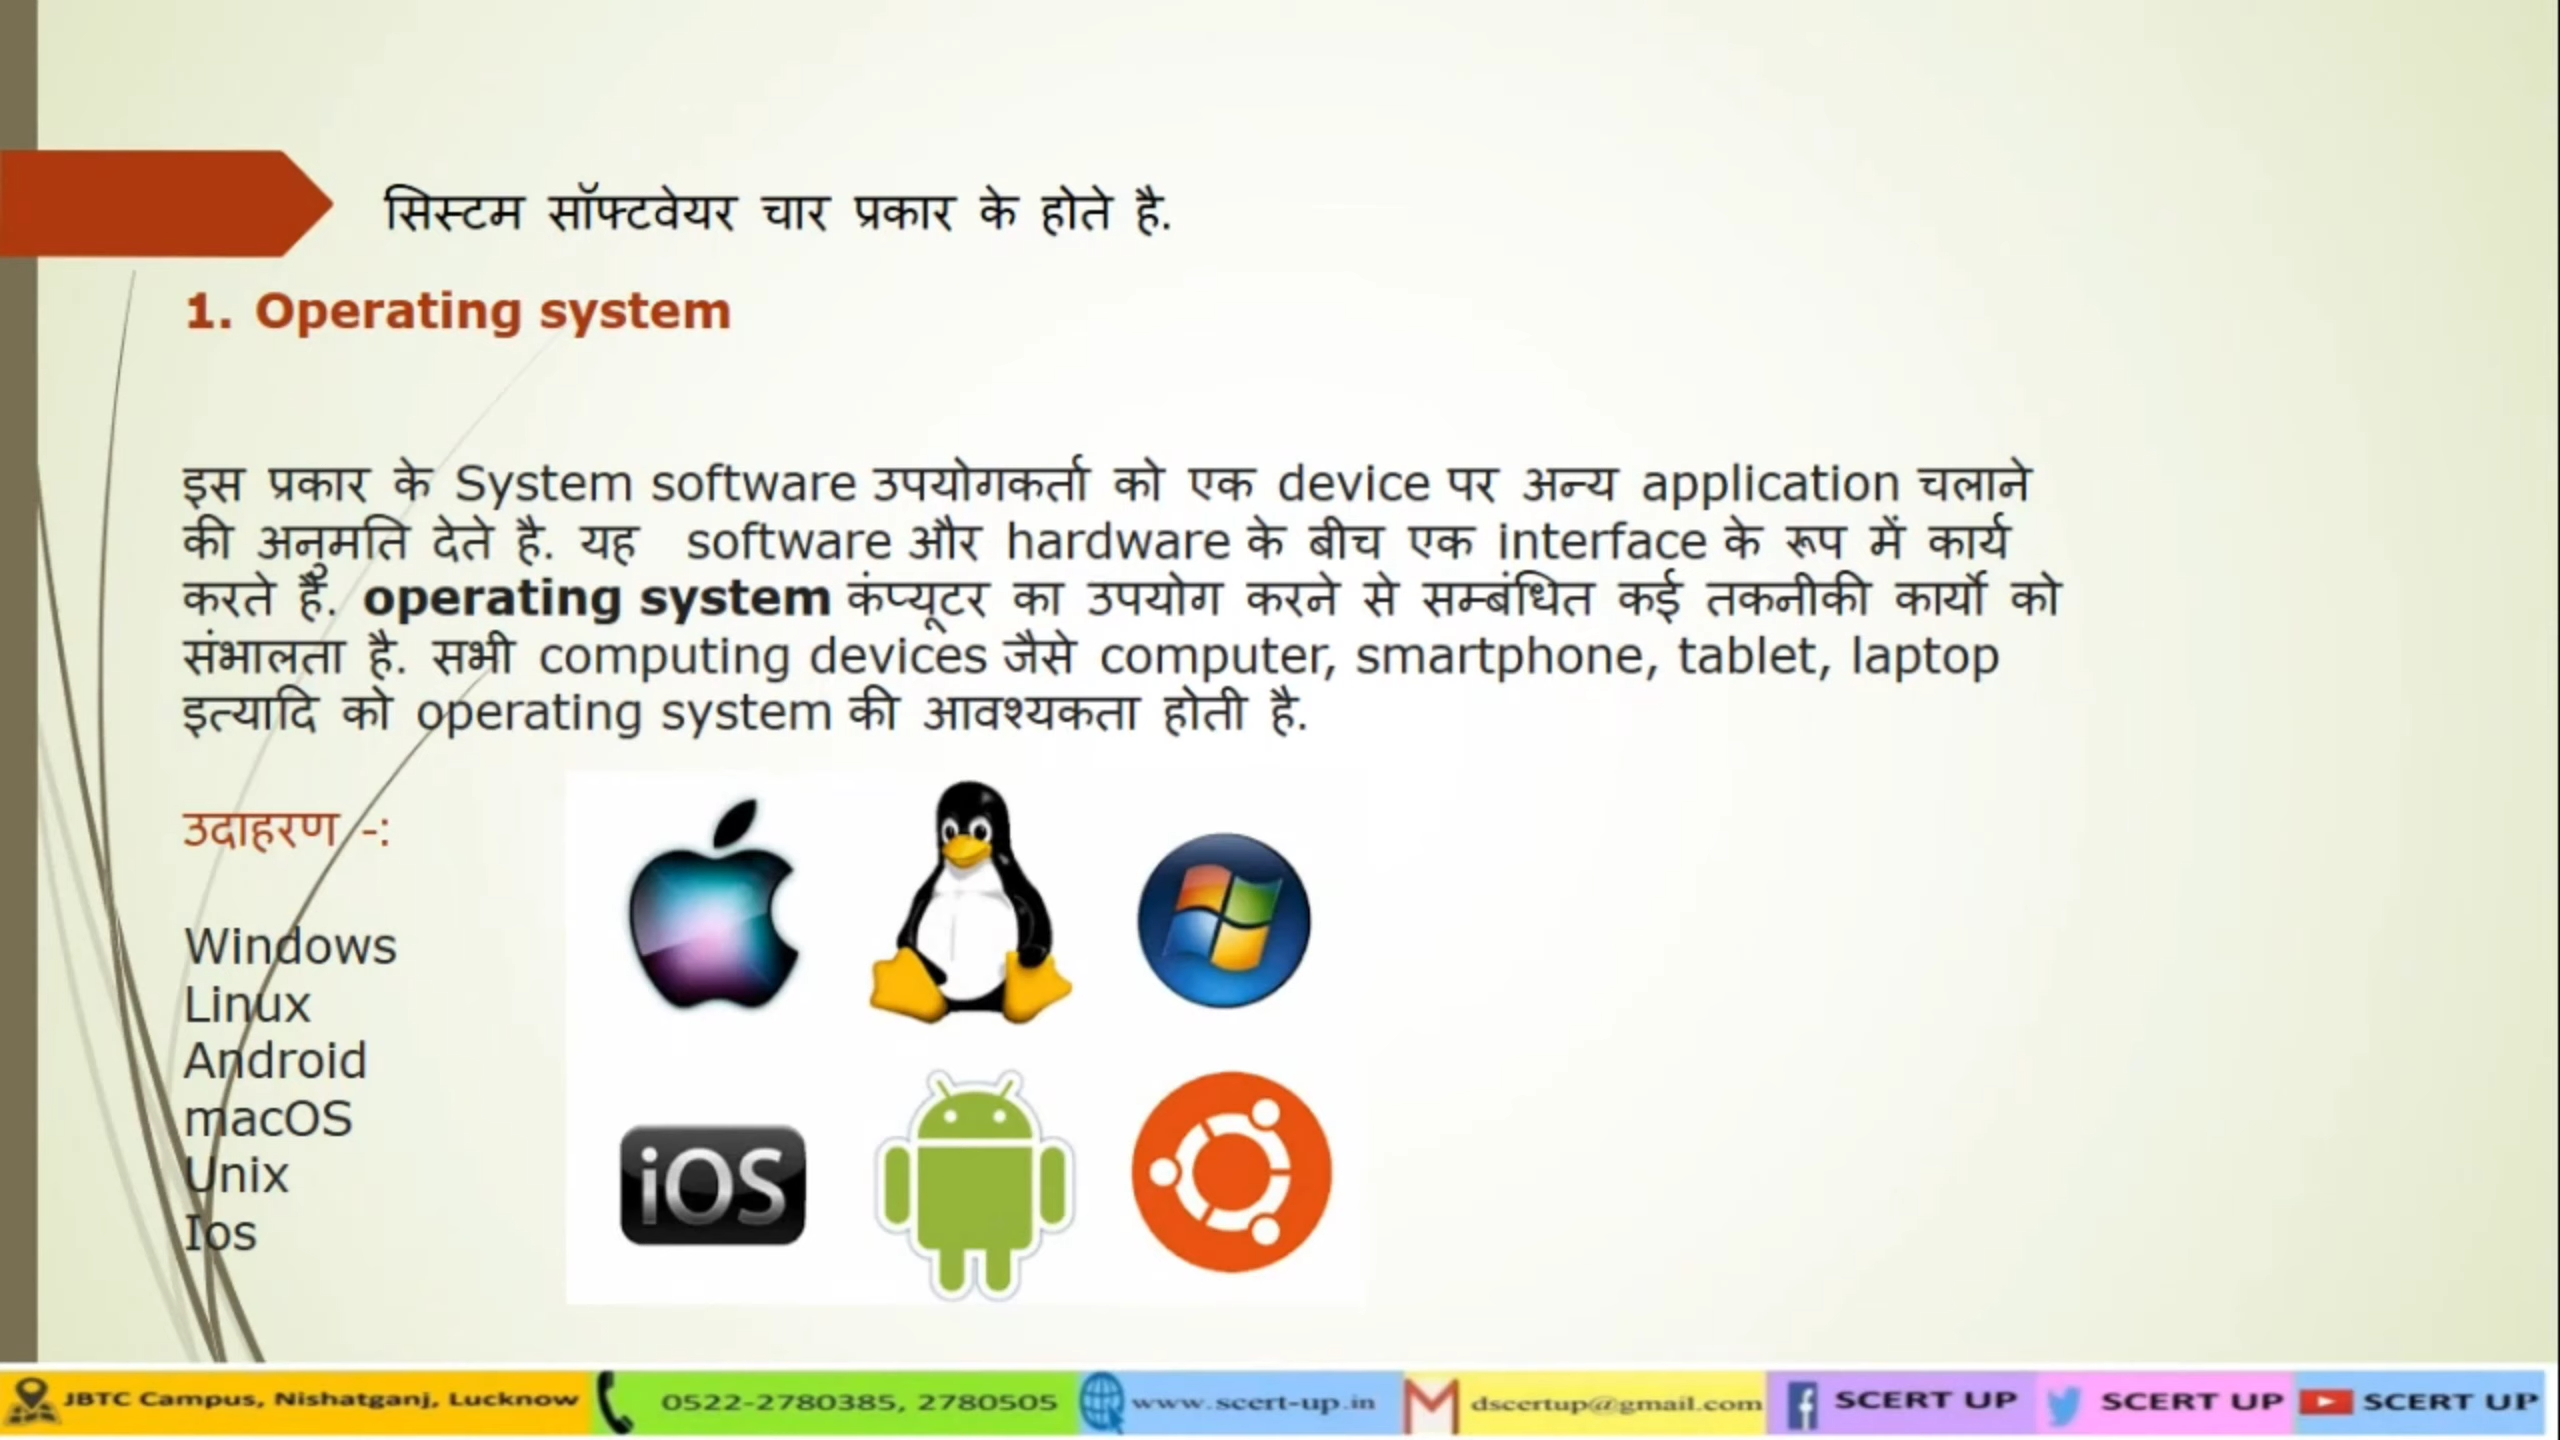 सिस्टम सॉफ्टवेयर चार प्रकार के होते है.
1. Operating system
इस प्रकार के System software उपयोगकर्ता को एक device पर अन्य application चलाने
की अनुमति देते है. यह software और hardware के बीच एक interface के रूप में कार्य
करते हैं. operating system कंप्यूटर का उपयोग करने से सम्बंधित कई तकनीकी कार्यो को
संभालता है. सभी computing devices जैसे computer, smartphone, tablet, laptop
इत्यादि को operating system की आवश्यकता होती है.
उदाहरण -:
Windows
Linux
Android
macOS
Unix
Ios
iOS
JBTC Campus, Nishatganj, Lucknow 0522-2780385, 2780505 www.scert-up.in dscertup@gmail.com SCERT UP SCERT UP SCERT UP